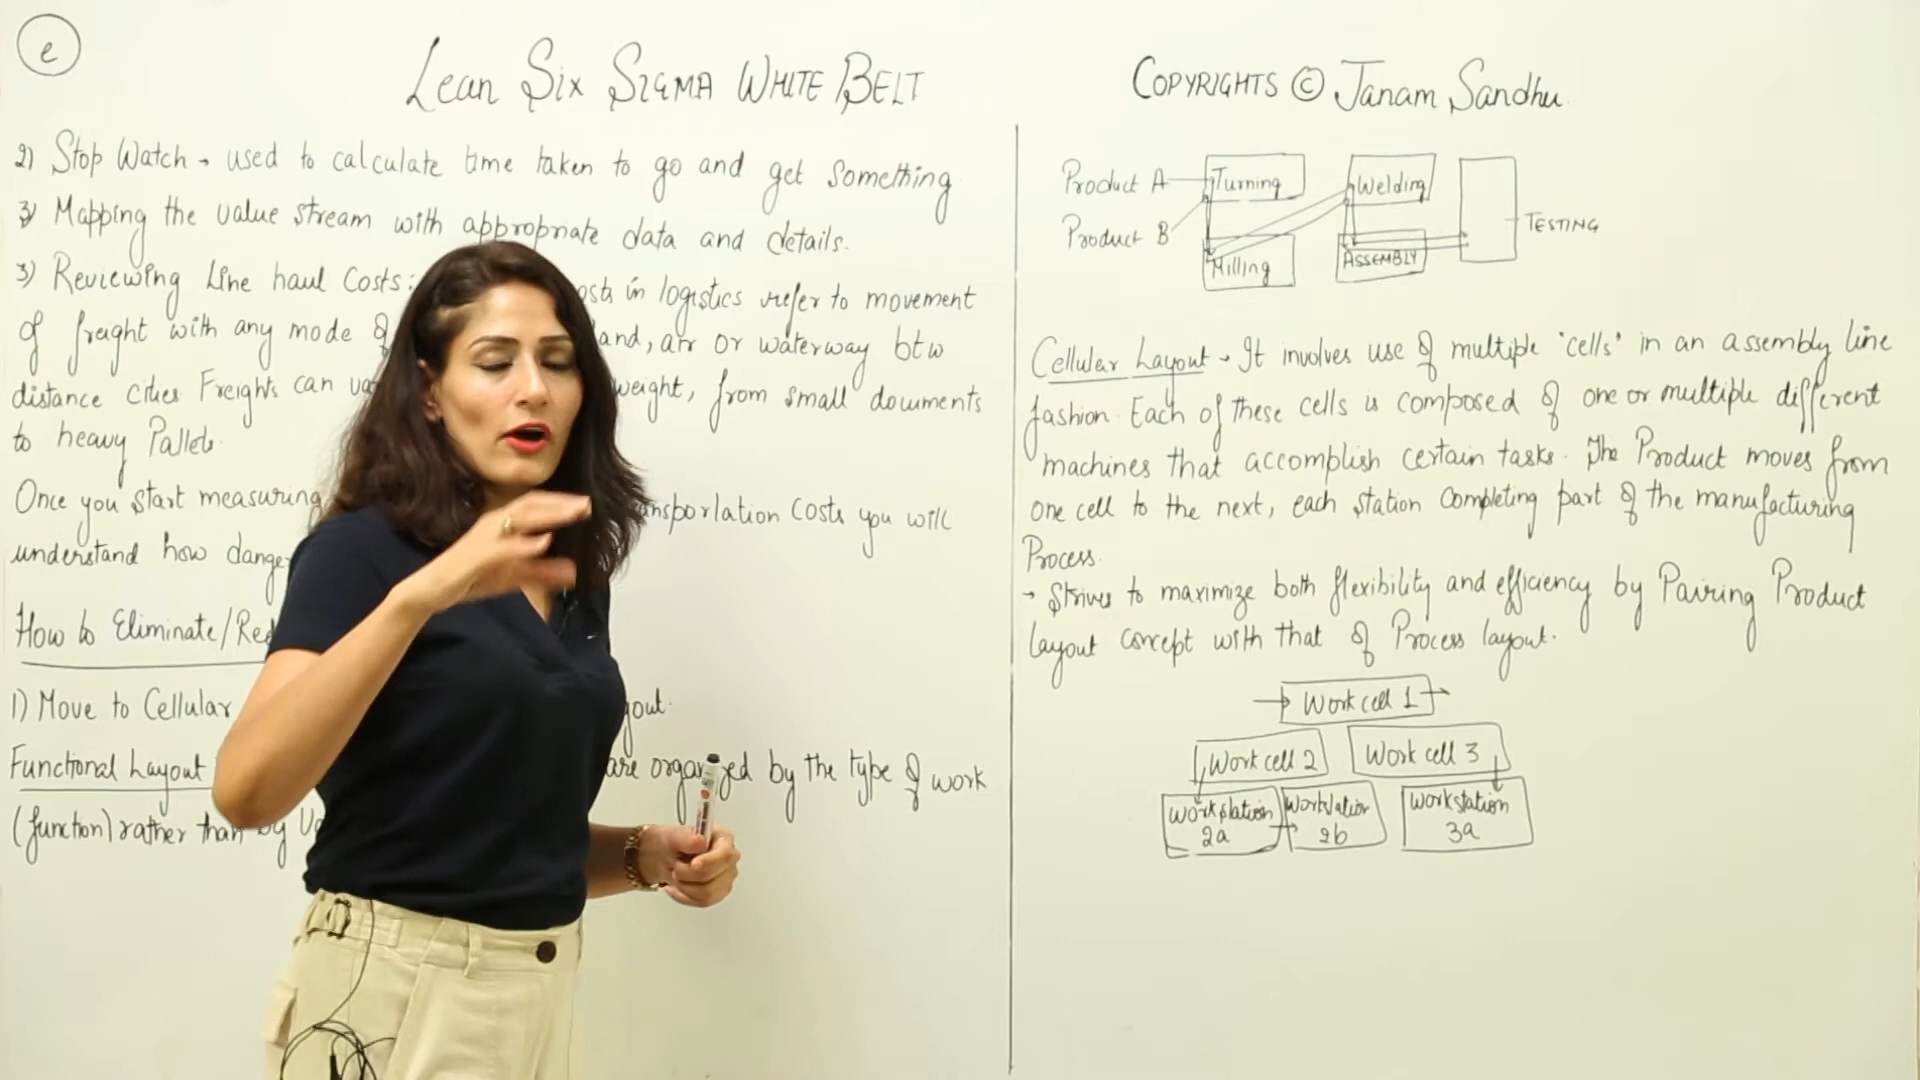 e
Lean Six Sigma White Belt
Copyrights © Janam Sandhu
2) Stop Watch → used to calculate time taken to go and get something
3) Mapping the value stream with appropriate data and details.
3) Reviewing Line haul Costs: in logistics refer to movement
of freight with any mode of and, air or waterway btw
distance cities Freights can weight, from small documents
to heavy Pallets.
Once you start measuring costs you will
understand how
How to Eliminate/
1) Move to Cellular
Functional Layout are organized by the type of work
(function) rather than by
Product A
Product B
Turning
Milling
Welding
ASSEMBLY
TESTING
Cellular Layout → It involves use of multiple 'cells' in an assembly line
fashion. Each of these cells is composed of one or multiple different
machines that accomplish certain tasks. The Product moves from
one cell to the next, each station completing part of the manufacturing
Process.
→ Strives to maximize both flexibility and efficiency by Pairing Product
layout concept with that of Process layout.
Work cell 1
Work cell 2
Work cell 3
workstation
2a
2b
workstation
3a